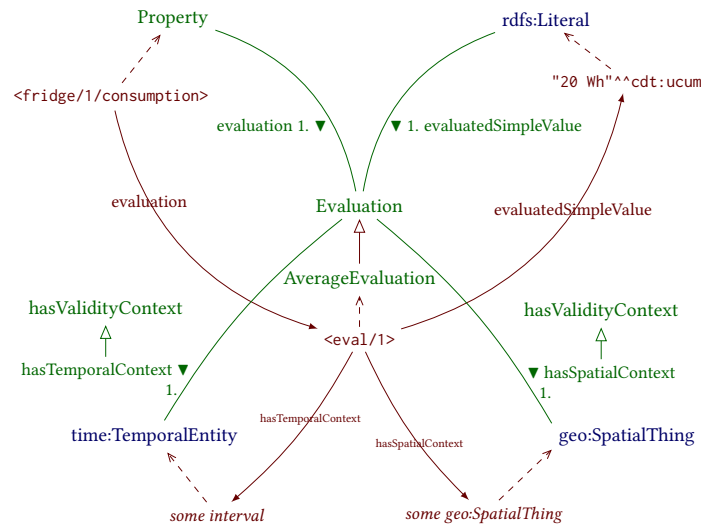 Property
rdfs:Literal
<fridge/1/consumption>
"20 Wh"^^cdt:ucum
evaluation 1. ▼
▼ 1. evaluatedSimpleValue
evaluation
Evaluation
evaluatedSimpleValue
AverageEvaluation
hasValidityContext
hasValidityContext
<eval/1>
hasTemporalContext ▼
1.
▼ hasSpatialContext
1.
hasTemporalContext
time:TemporalEntity
hasSpatialContext
geo:SpatialThing
some interval
some geo:SpatialThing